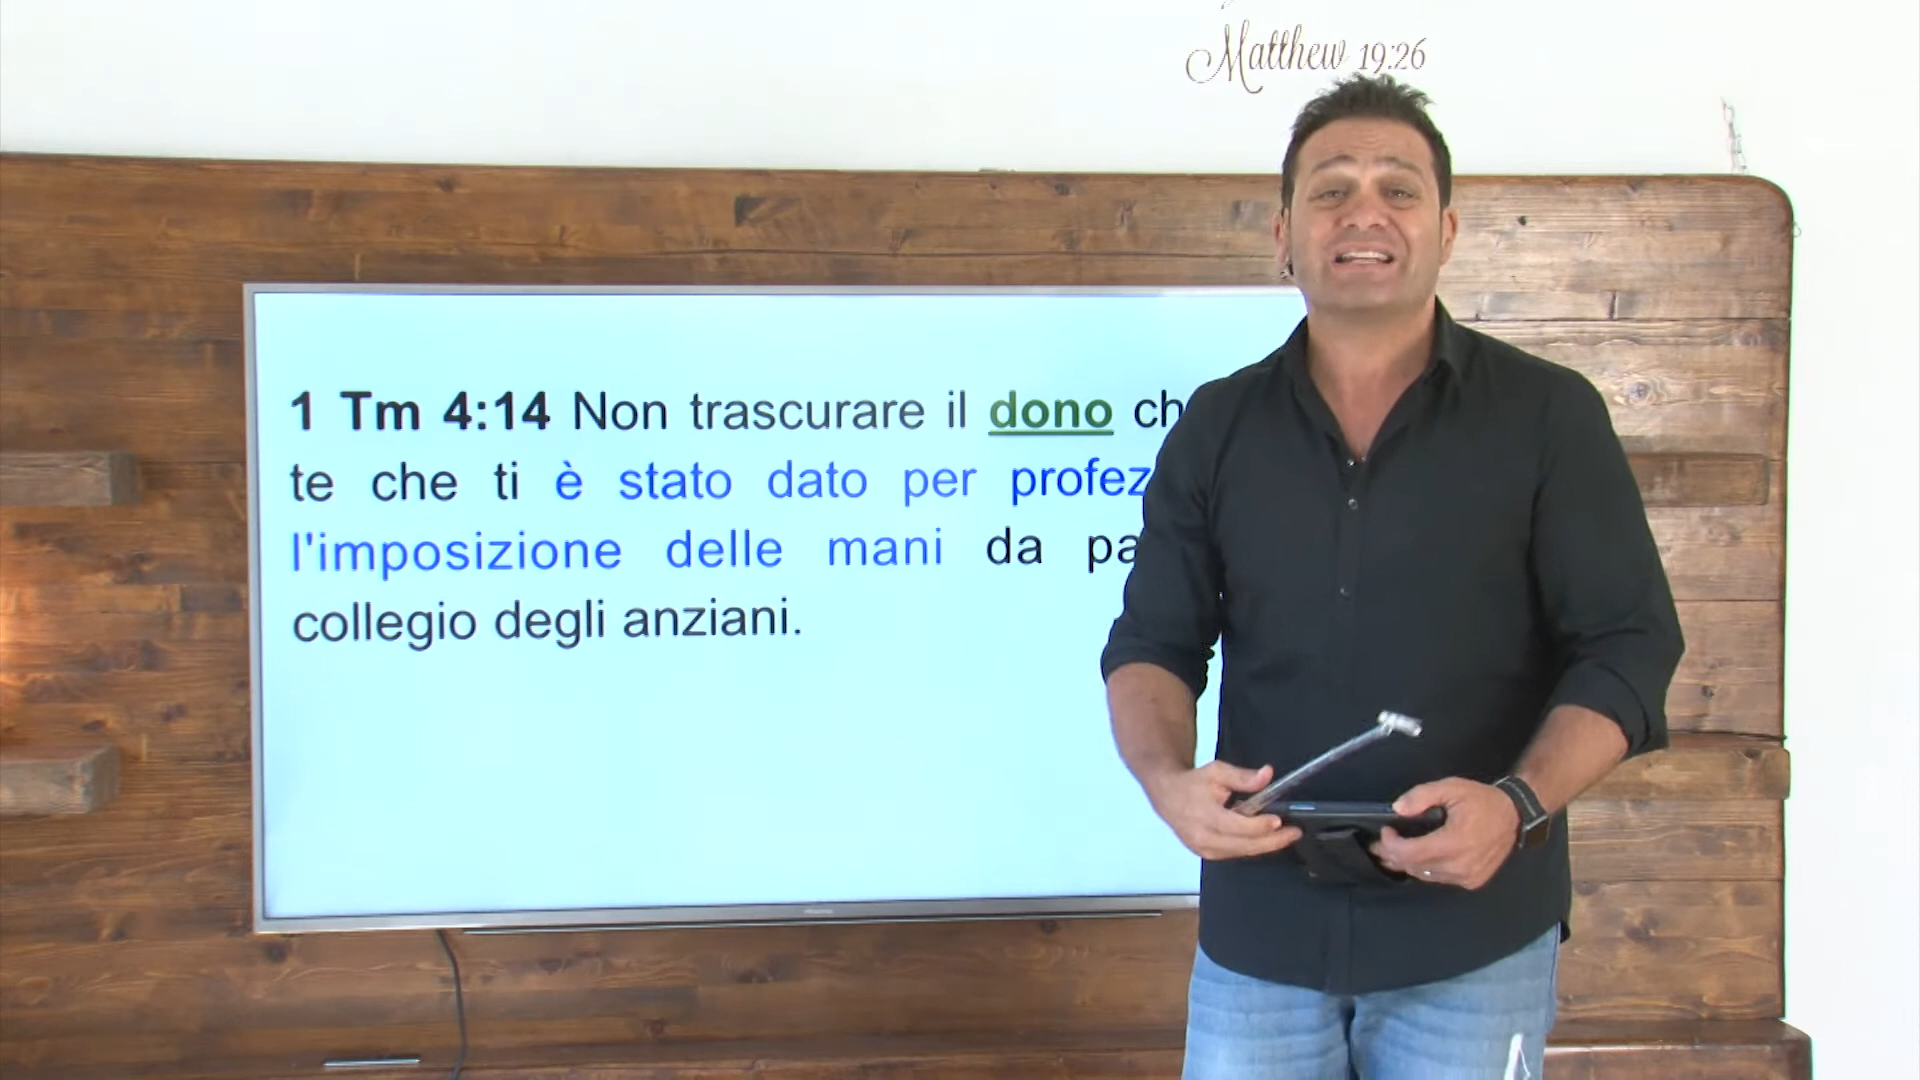 Matthew 19:26
1 Tm 4:14 Non trascurare il dono ch
te che ti è stato dato per profez
l'imposizione delle mani da pa
collegio degli anziani.